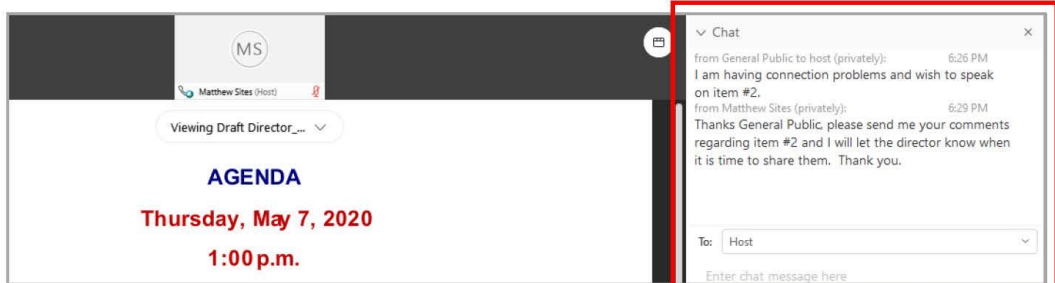 MS
Matthew Sites (Host)
Viewing Draft Director_...
AGENDA
Thursday, May 7, 2020
1:00 p.m.
Chat
from General Public to host (privately): 6:26 PM
I am having connection problems and wish to speak
on item #2.
from Matthew Sites (privately): 6:29 PM
Thanks General Public, please send me your comments
regarding item #2 and I will let the director know when
it is time to share them. Thank you.
To: Host
Enter chat message here